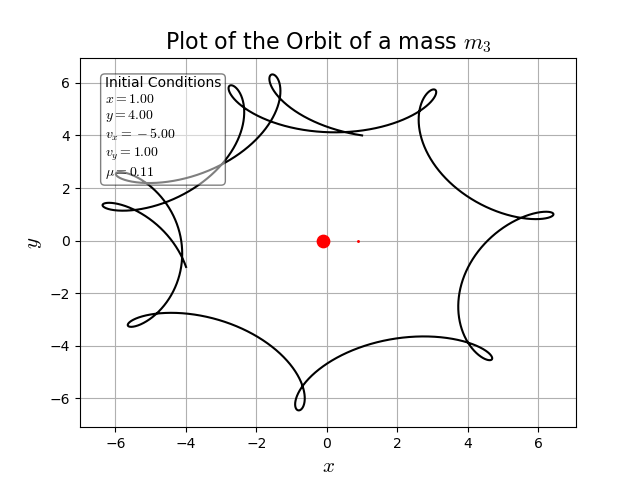 Plot of the Orbit of a mass m₃
Initial Conditions
x = 1.00
y = 4.00
vₓ = −5.00
v_y = 1.00
μ = 0.11
6
4
2
0
−2
−4
−6
y
−6 −4 −2 0 2 4 6
x